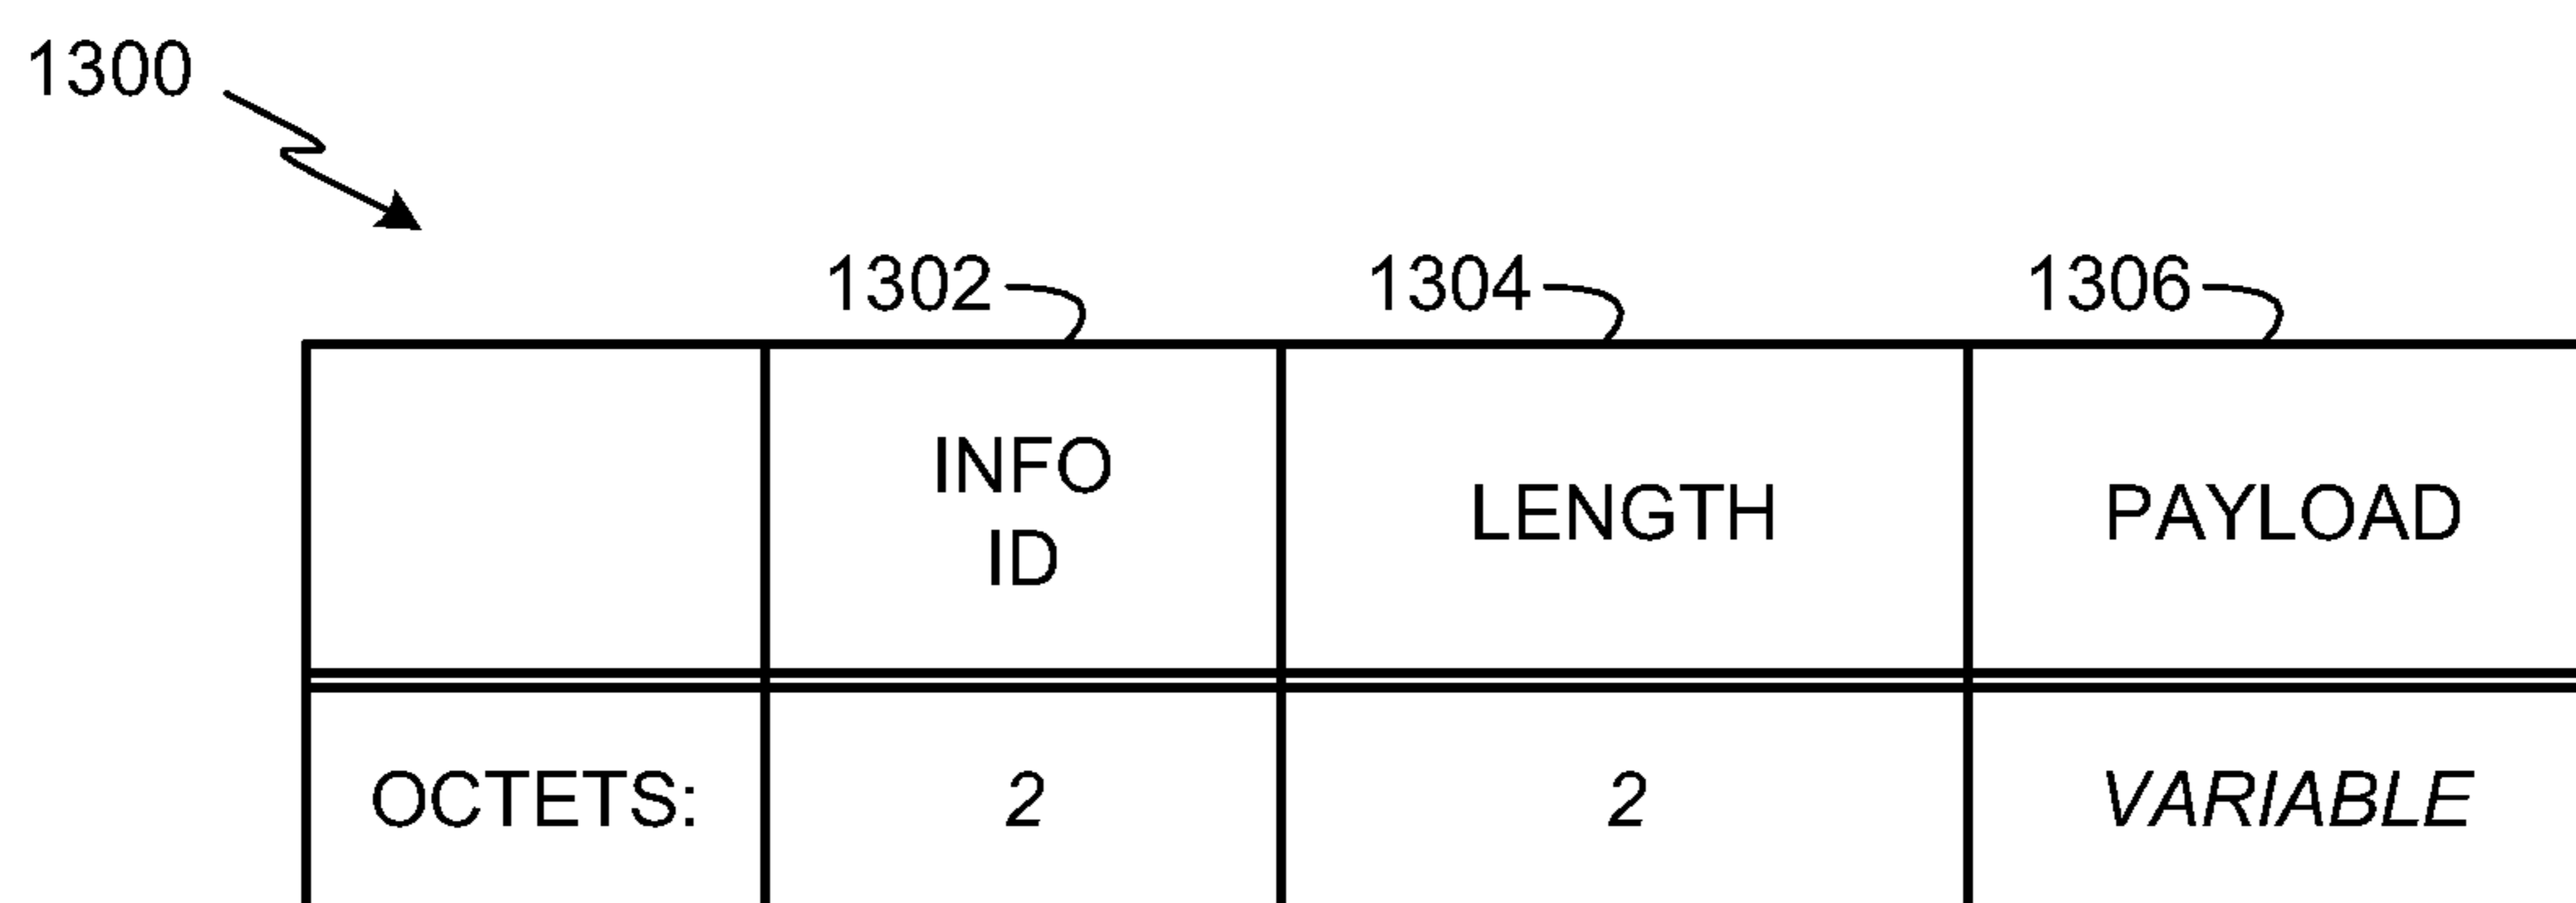 1300
1302
1304
1306
INFO
ID
LENGTH
PAYLOAD
OCTETS:
2
2
VARIABLE